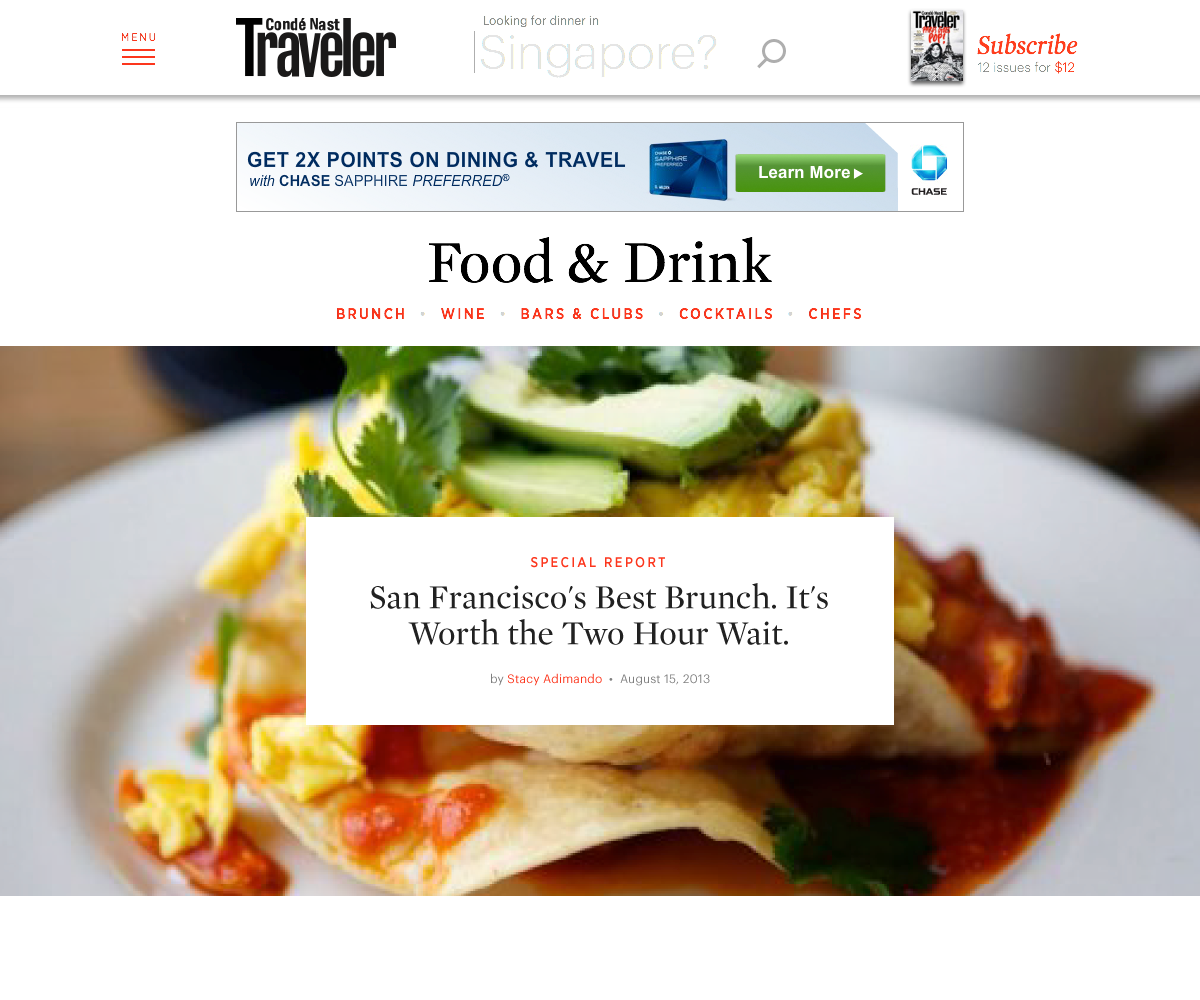 MENU
Condé Nast
Traveler
Looking for dinner in
Singapore?
Condé Nast
Traveler
Subscribe
12 issues for $12
GET 2X POINTS ON DINING & TRAVEL
with CHASE SAPPHIRE PREFERRED®
CHASE
SAPPHIRE
PREFERRED
Learn More
CHASE
Food & Drink
BRUNCH • WINE • BARS & CLUBS • COCKTAILS • CHEFS
SPECIAL REPORT
San Francisco's Best Brunch. It's
Worth the Two Hour Wait.
by Stacy Adimando • August 15, 2013